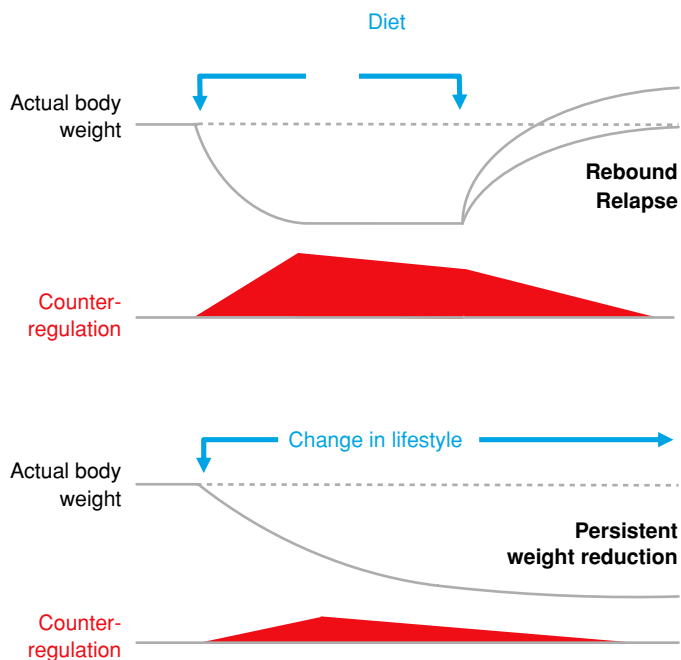 Diet
Actual body
weight
Rebound
Relapse
Counter-
regulation
Change in lifestyle
Actual body
weight
Persistent
weight reduction
Counter-
regulation